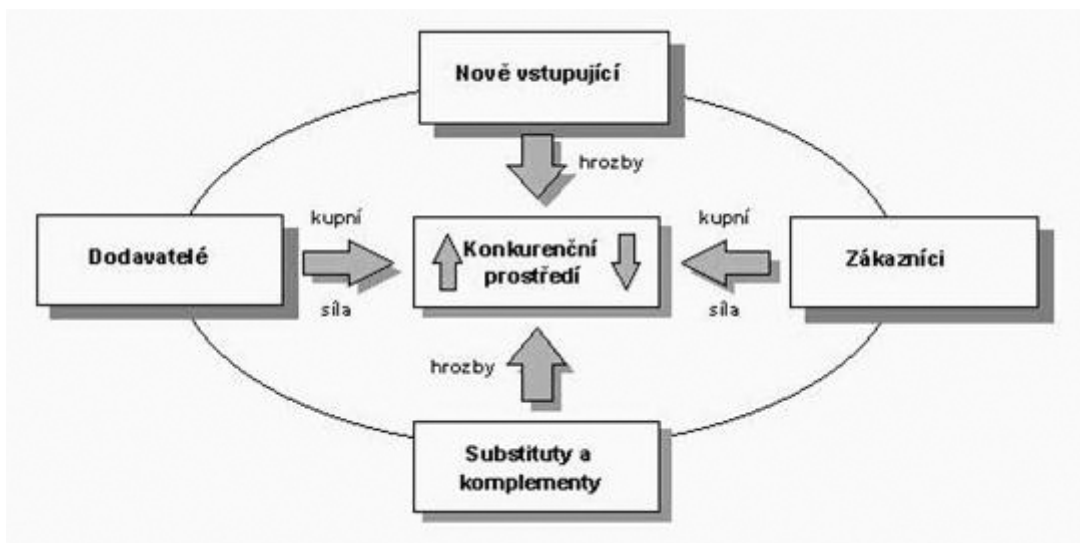 Nově vstupující
hrozby
kupní
kupní
Dodavatelé
Konkurenční
prostředí
Zákazníci
síla
síla
hrozby
Substituty a
komplementy